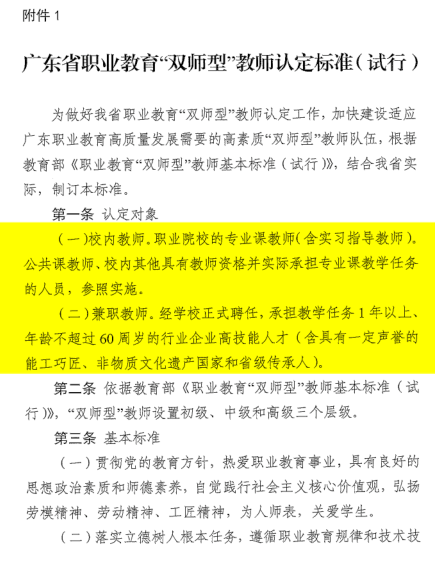 附件 1
广东省职业教育“双师型”教师认定标准（试行）
为做好我省职业教育“双师型”教师认定工作，加快建设适应
广东职业教育高质量发展需要的高素质“双师型”教师队伍，根据
教育部《职业教育“双师型”教师基本标准（试行）》，结合我省实
际，制订本标准。
第一条 认定对象
（一）校内教师。职业院校的专业课教师（含实习指导教师）。
公共课教师、校内其他具有教师资格并实际承担专业课教学任务
的人员，参照实施。
（二）兼职教师。经学校正式聘任，承担教学任务 1 年以上、
年龄不超过 60 周岁的行业企业高技能人才（含具有一定声誉的
能工巧匠、非物质文化遗产国家和省级传承人）。
第二条 依据教育部《职业教育“双师型”教师基本标准（试
行）》，“双师型”教师设置初级、中级和高级三个层级。
第三条 基本标准
（一）贯彻党的教育方针，热爱职业教育事业，具有良好的
思想政治素质和师德素养，自觉践行社会主义核心价值观，弘扬
劳模精神、劳动精神、工匠精神，为人师表，关爱学生。
（二）落实立德树人根本任务，遵循职业教育规律和技术技